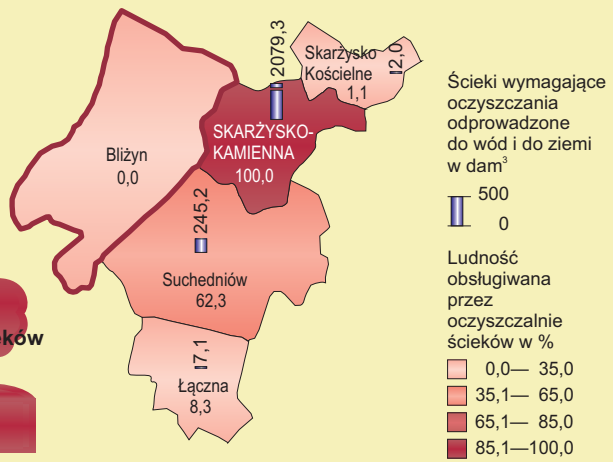 2079,3
Skarżysko
Kościelne
1,1
2,0
SKARŻYSKO-
KAMIENNA
100,0
Bliżyn
0,0
245,2
Suchedniów
62,3
7,1
Łączna
8,3
Ścieki wymagające
oczyszczania
odprowadzone
do wód i do ziemi
w dam³
500
0
Ludność
obsługiwana
przez
oczyszczalnie
ścieków w %
0,0— 35,0
35,1— 65,0
65,1— 85,0
85,1—100,0